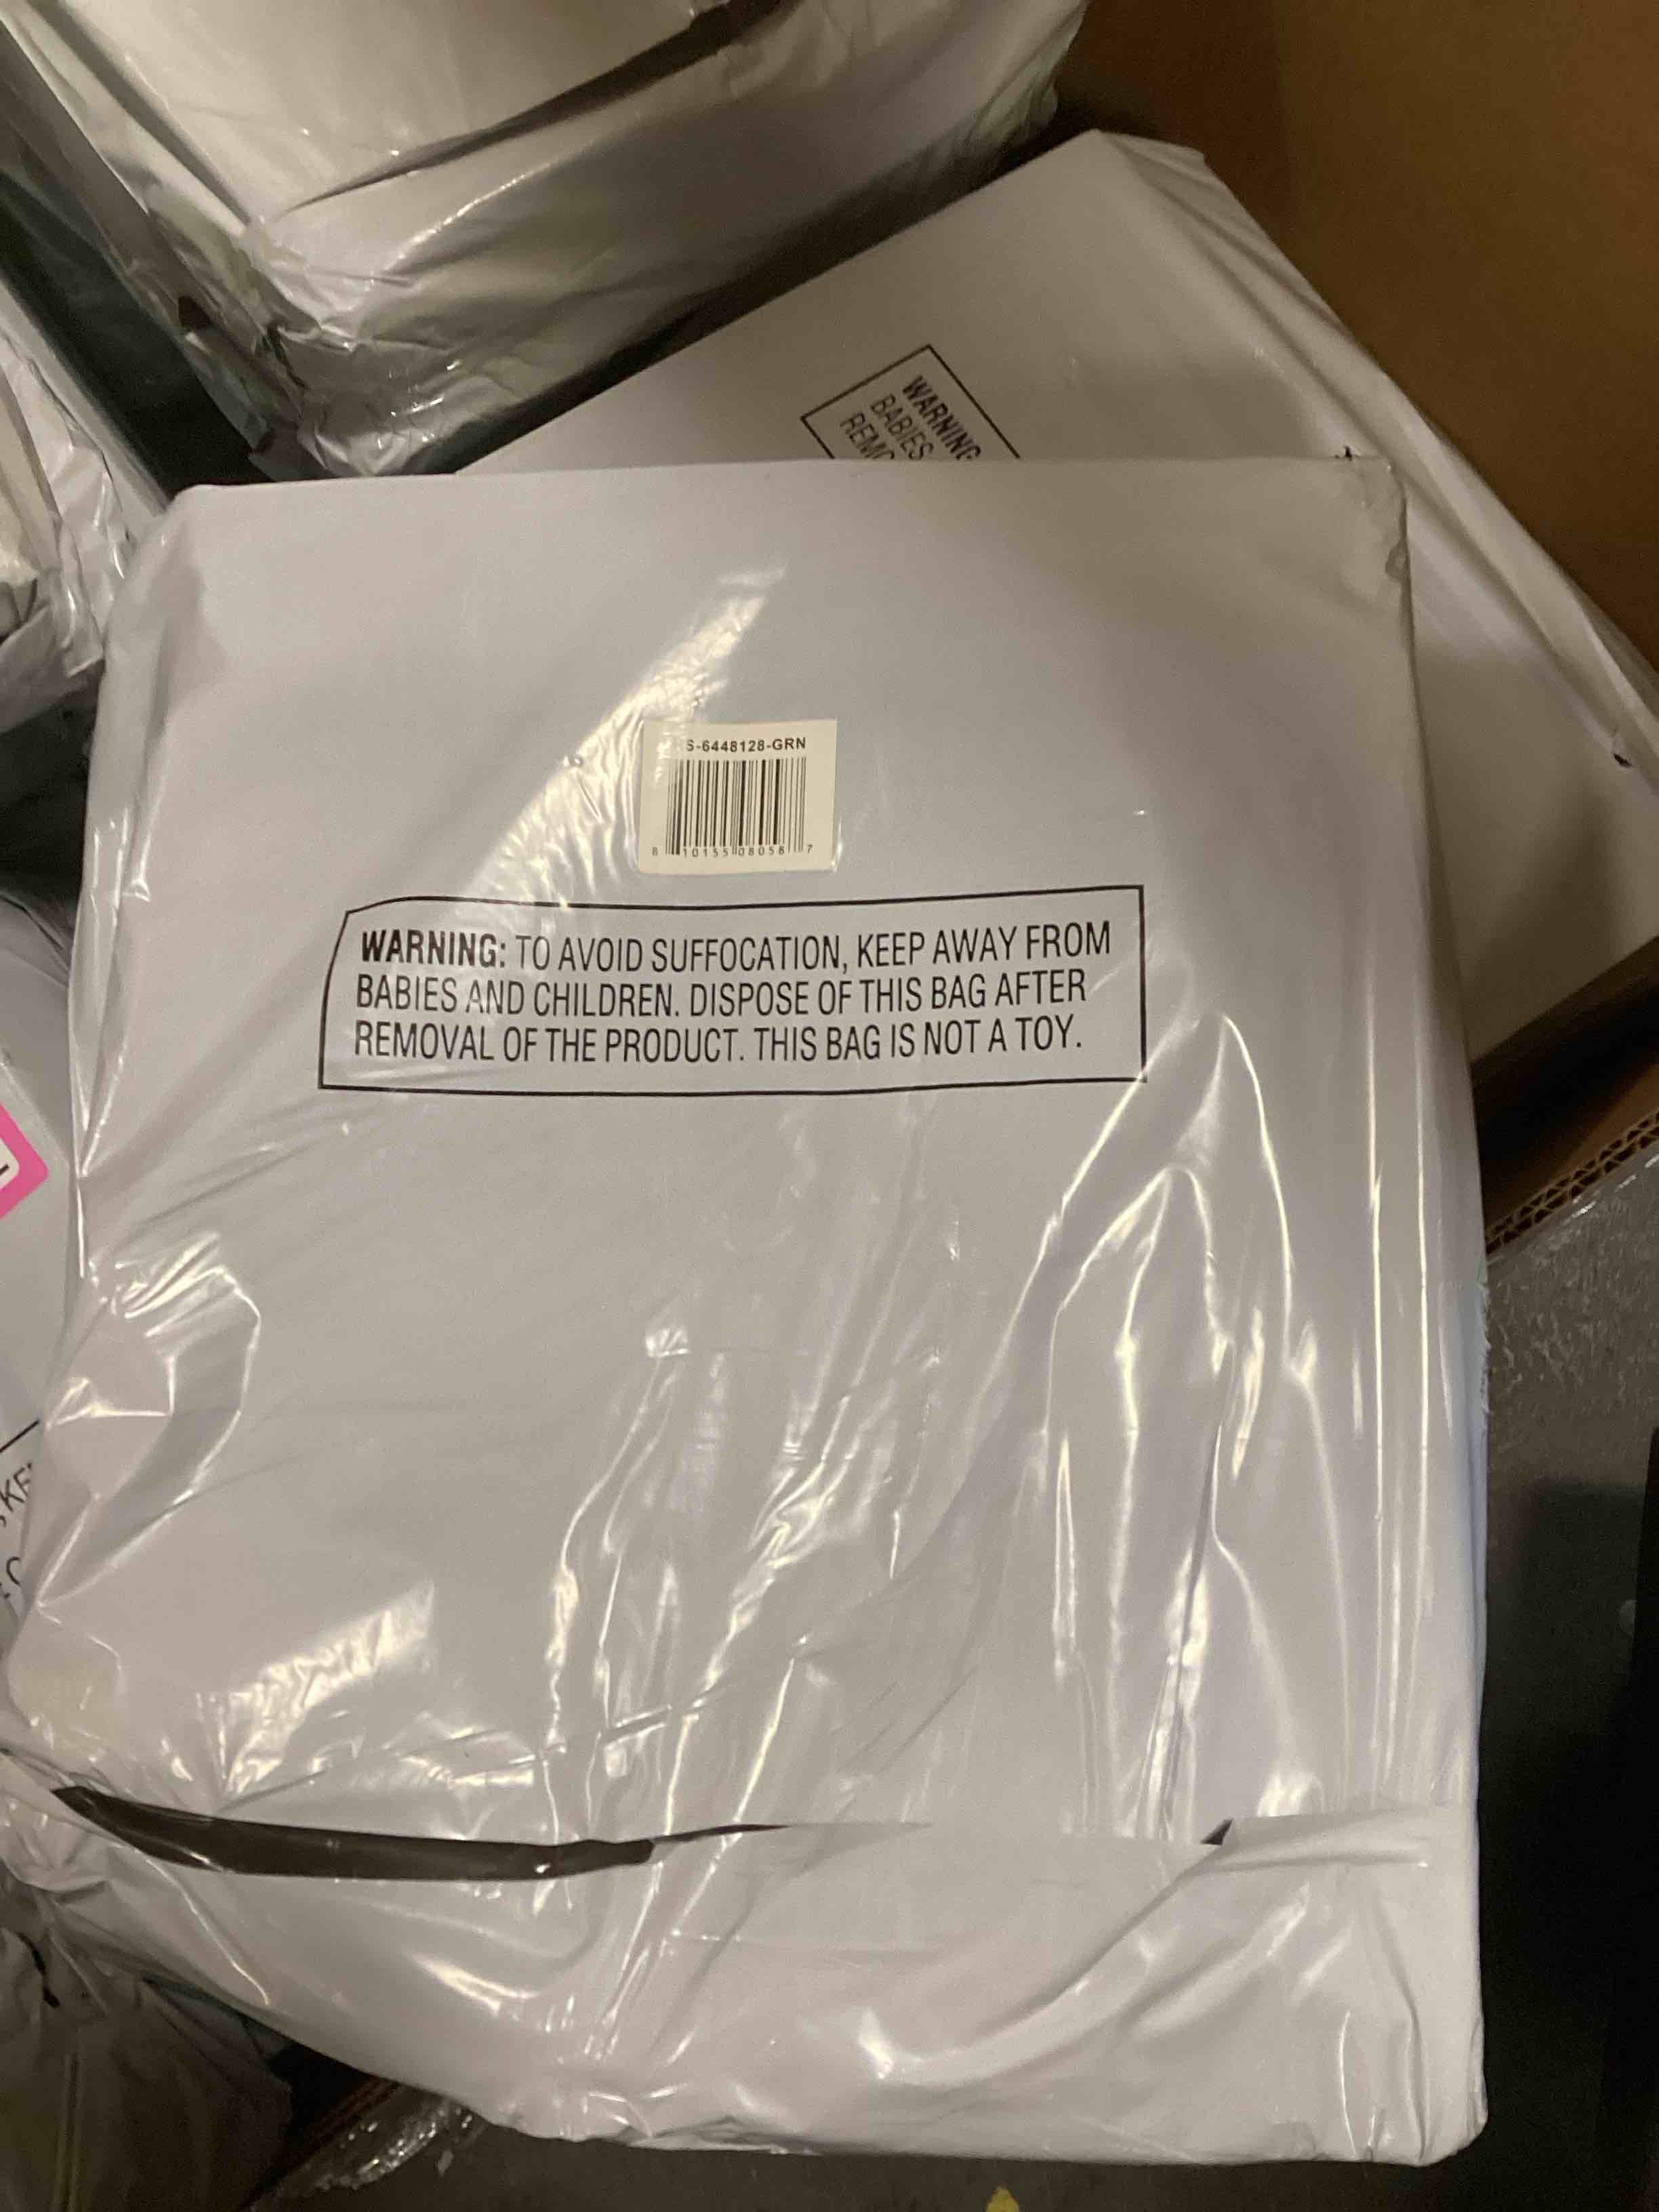 WARNING
BABIES
S-6448128-GRN
8 10155 08058 7
WARNING: TO AVOID SUFFOCATION, KEEP AWAY FROM
BABIES AND CHILDREN. DISPOSE OF THIS BAG AFTER
REMOVAL OF THE PRODUCT. THIS BAG IS NOT A TOY.